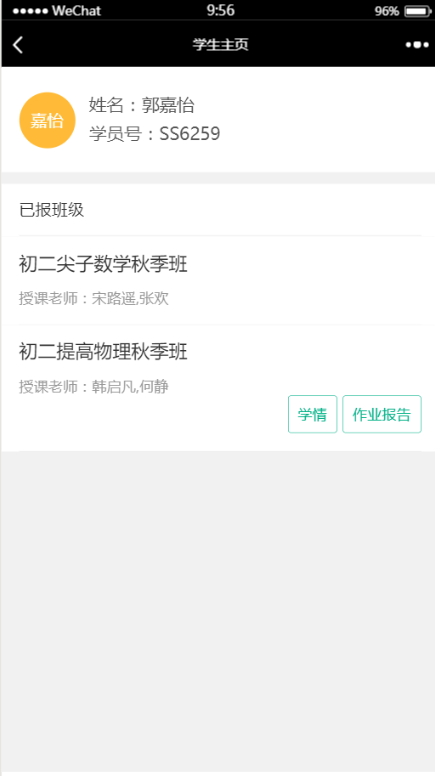 ●●●●● WeChat 9:56 96%
学生主页
嘉怡
姓名：郭嘉怡
学员号：SS6259
已报班级
初二尖子数学秋季班
授课老师：宋路遥,张欢
初二提高物理秋季班
授课老师：韩启凡,何静
学情 作业报告